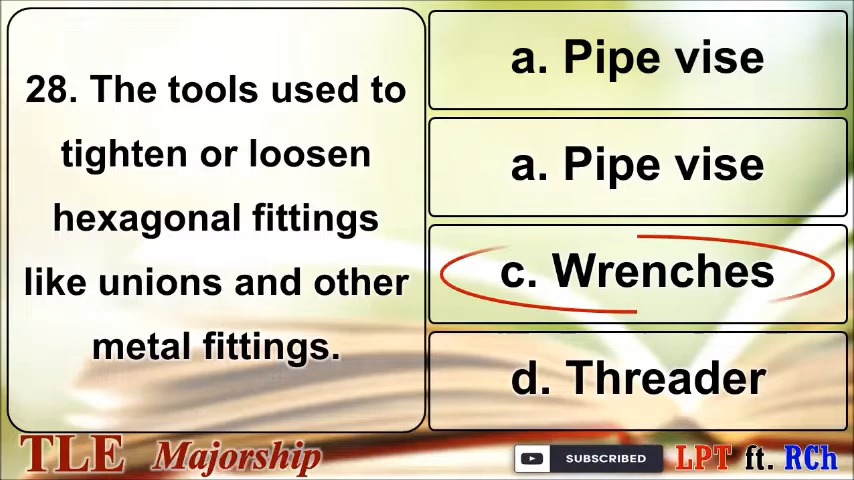 28. The tools used to
tighten or loosen
hexagonal fittings
like unions and other
metal fittings.
a. Pipe vise
a. Pipe vise
c. Wrenches
d. Threader
TLE Majorship
SUBSCRIBED
LPT ft. RCh